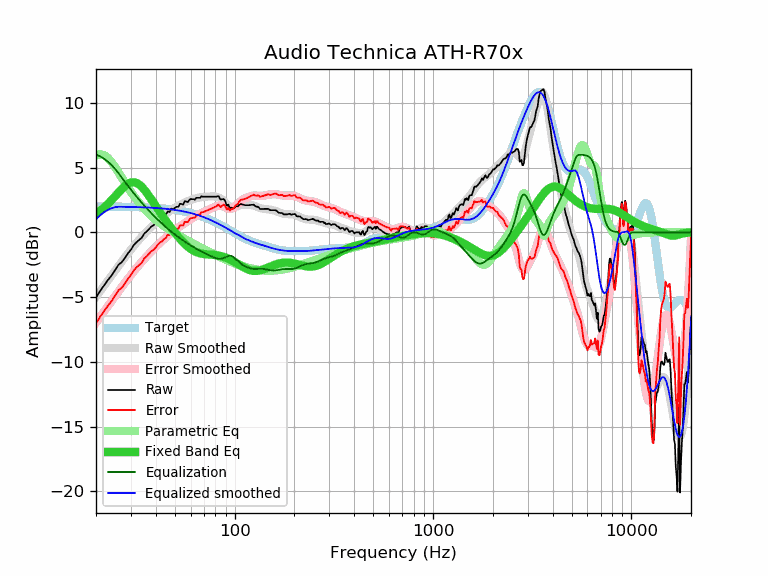 Audio Technica ATH-R70x
10
5
0
−5
−10
−15
−20
Amplitude (dBr)
Target
Raw Smoothed
Error Smoothed
Raw
Error
Parametric Eq
Fixed Band Eq
Equalization
Equalized smoothed
100
1000
10000
Frequency (Hz)